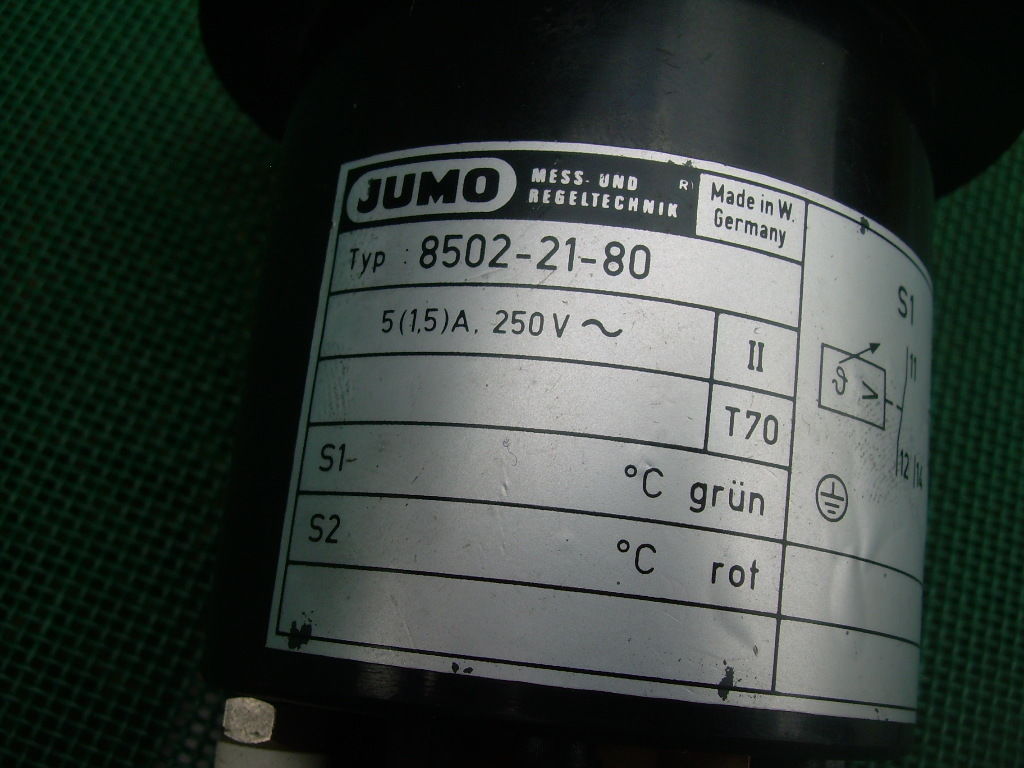 JUMO
MESS- UND
REGELTECHNIK
R
Made in W.
Germany
Typ : 8502-21-80
5(1,5)A, 250V ~
II
T70
S1-
°C grün
S2
°C rot
S1
11
ϑ >
12 14